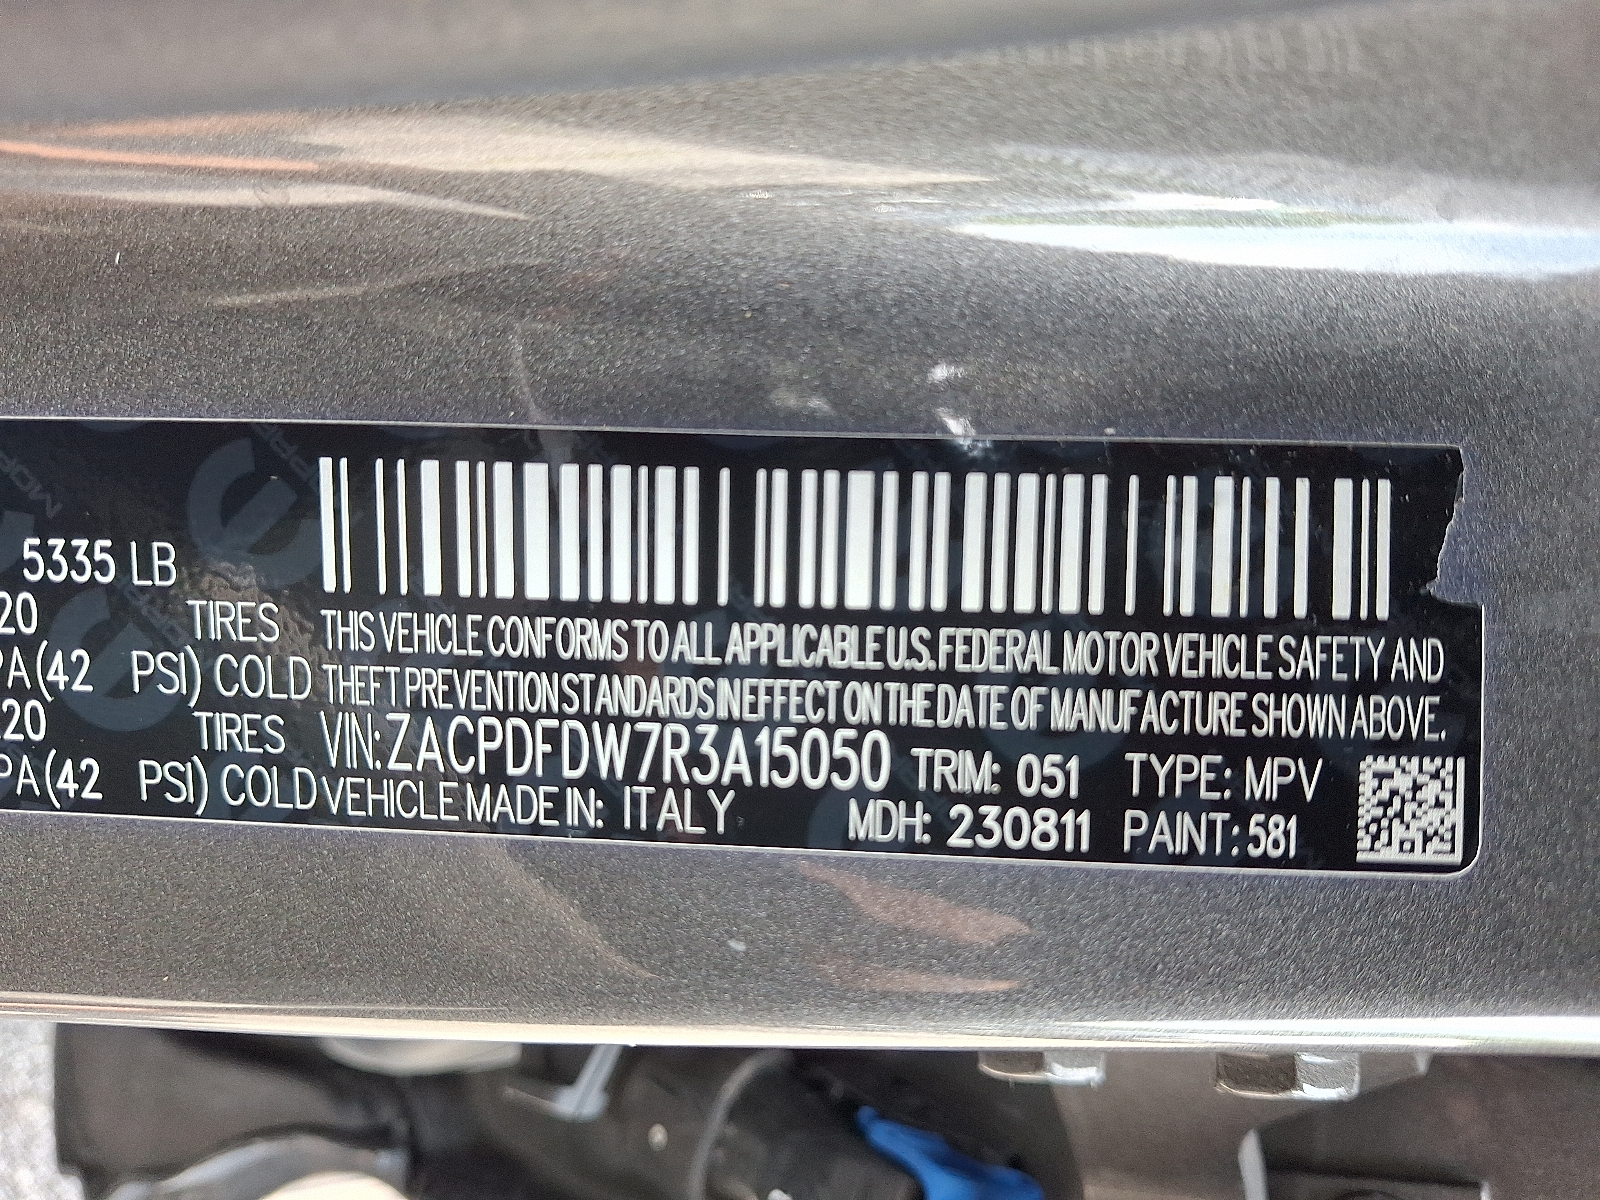 5335 LB
20 TIRES
PA (42 PSI) COLD
20 TIRES
PA (42 PSI) COLD
THIS VEHICLE CONFORMS TO ALL APPLICABLE U.S. FEDERAL MOTOR VEHICLE SAFETY AND
THEFT PREVENTION STANDARDS IN EFFECT ON THE DATE OF MANUFACTURE SHOWN ABOVE.
VIN: ZACPDFDW7R3A15050 TRIM: 051 TYPE: MPV
VEHICLE MADE IN: ITALY MDH: 230811 PAINT: 581